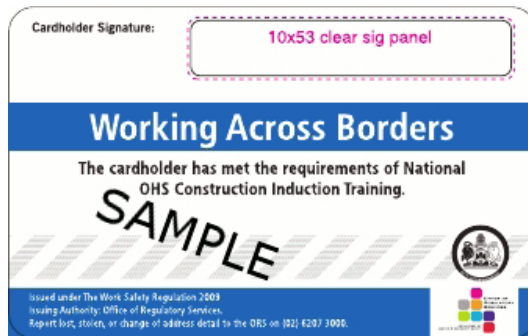 Cardholder Signature:
10x53 clear sig panel
Working Across Borders
The cardholder has met the requirements of National
OHS Construction Induction Training.
SAMPLE
Issued under The Work Safety Regulation 2009
Issuing Authority: Office of Regulatory Services.
Report lost, stolen, or change of address detail to the ORS on (02) 6207 3000.